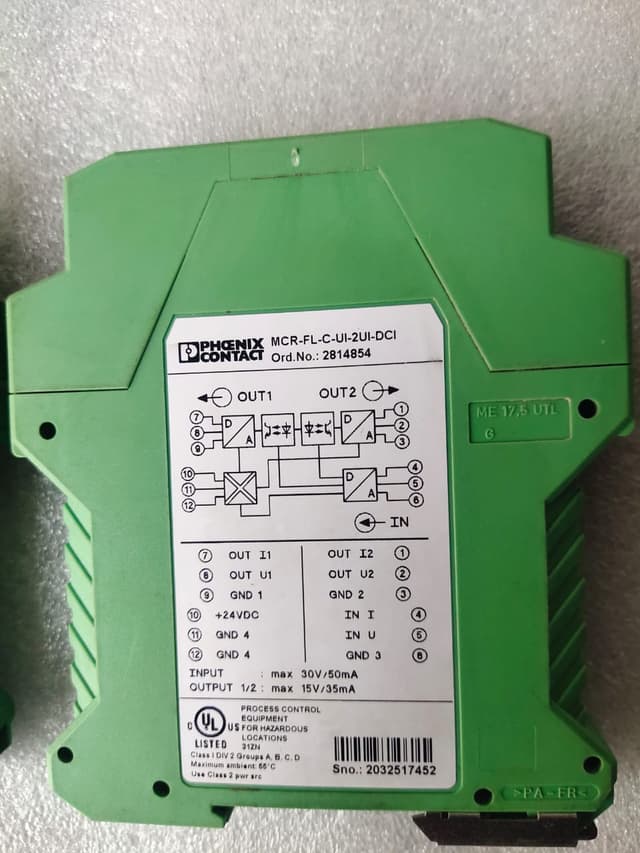 PHŒNIX CONTACT
MCR-FL-C-UI-2UI-DCI
Ord.No.: 2814854
OUT1 OUT2
7 D D 1
8 2
9 A A 3
10 D 4
11 5
12 A 6
IN
7 OUT I1 OUT I2 1
8 OUT U1 OUT U2 2
9 GND 1 GND 2 3
10 +24VDC IN I 4
11 GND 4 IN U 5
12 GND 4 GND 3 6
INPUT : max 30V/50mA
OUTPUT 1/2 : max 15V/35mA
C UL US
LISTED
PROCESS CONTROL
EQUIPMENT
FOR HAZARDOUS
LOCATIONS
31ZN
Class I DIV 2 Groups A, B, C, D
Maximum ambient: 65°C
Use Class 2 pwr src
Sno.: 2032517452
ME 17,5 UTL
G
>PA-FR<